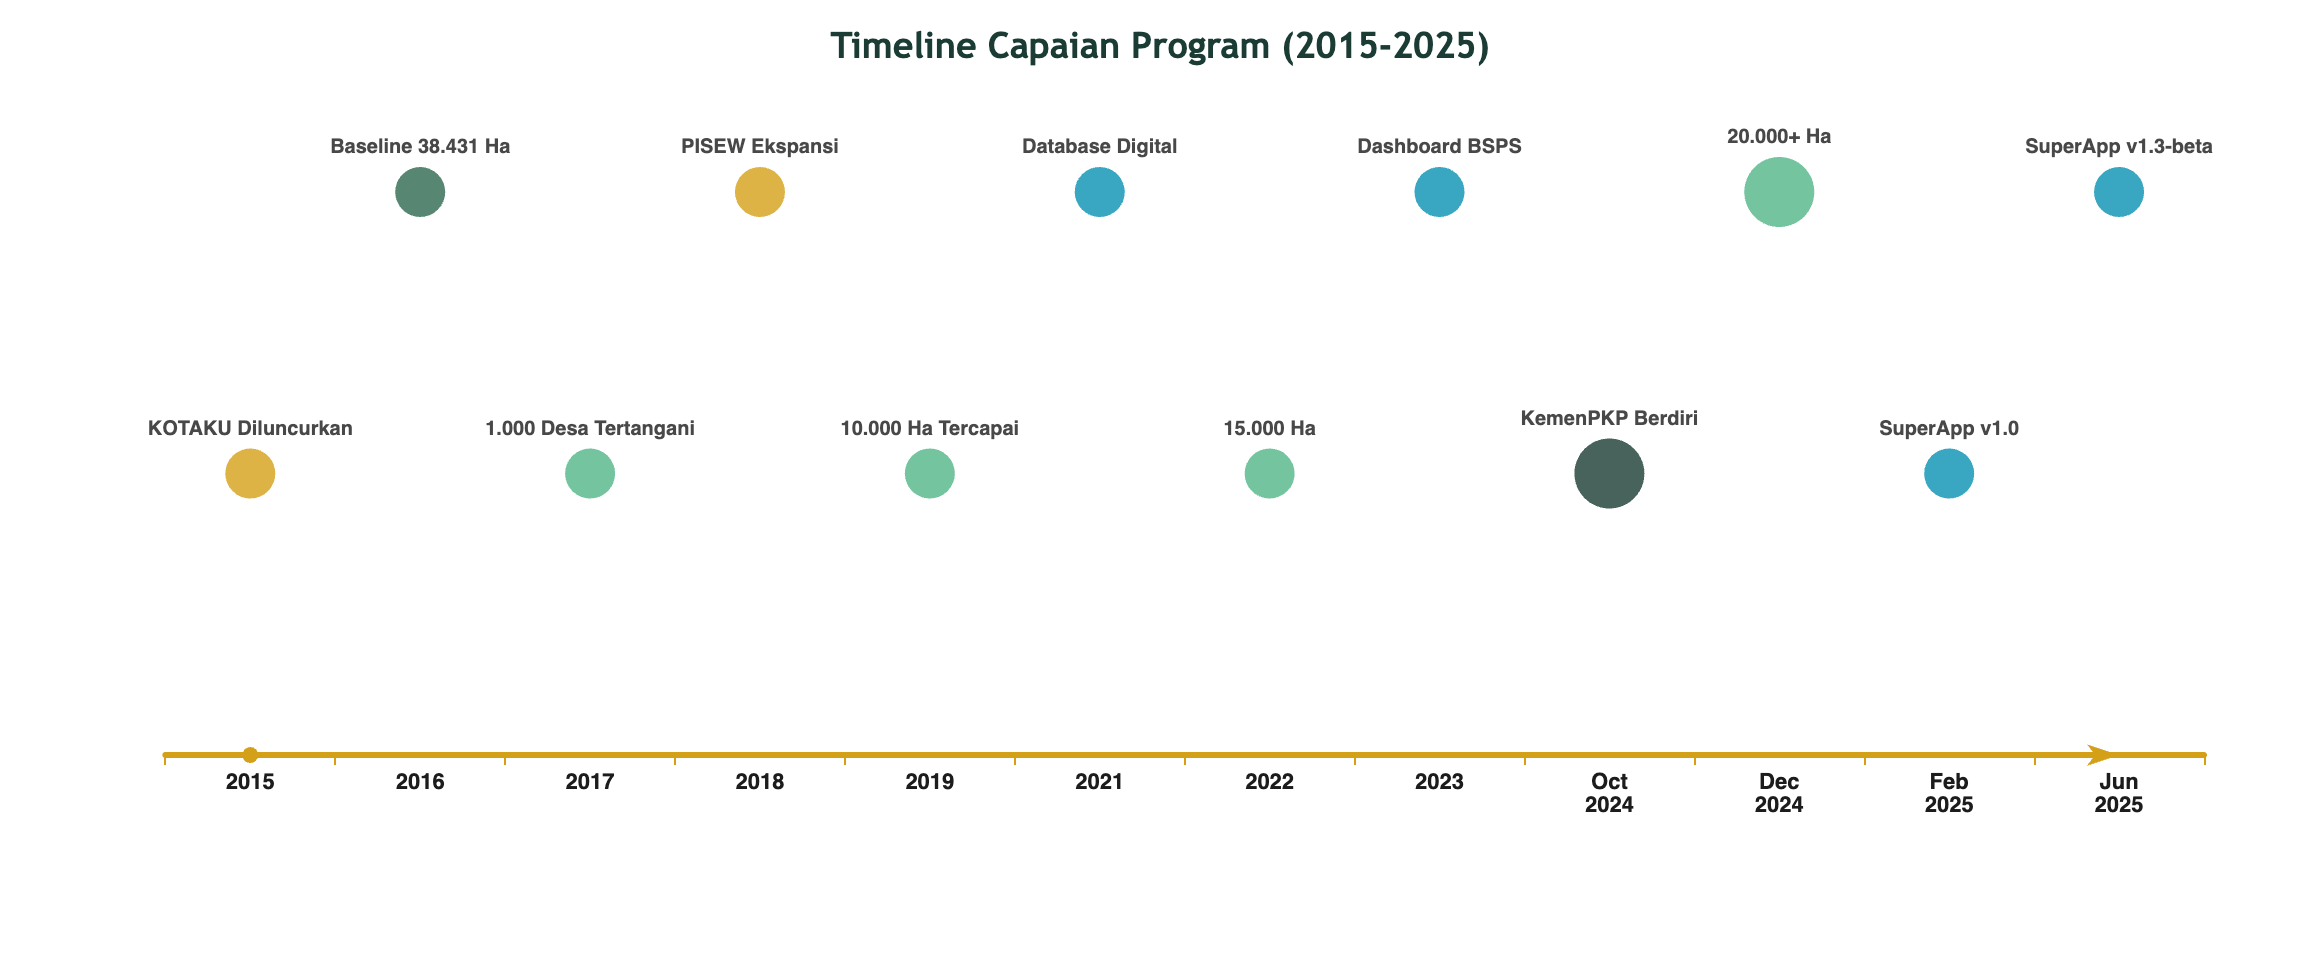 Timeline Capaian Program (2015-2025)
Baseline 38.431 Ha
PISEW Ekspansi
Database Digital
Dashboard BSPS
20.000+ Ha
SuperApp v1.3-beta
KOTAKU Diluncurkan
1.000 Desa Tertangani
10.000 Ha Tercapai
15.000 Ha
KemenPKP Berdiri
SuperApp v1.0
2015
2016
2017
2018
2019
2021
2022
2023
Oct
2024
Dec
2024
Feb
2025
Jun
2025